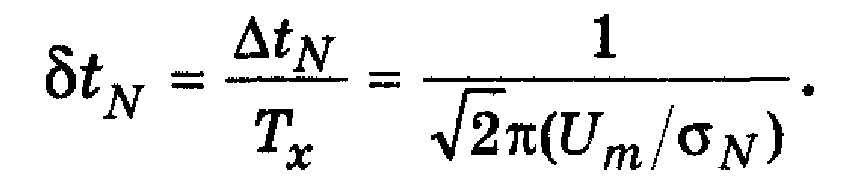 δt_N = Δt_N / T_x = 1 / (√2π(U_m/σ_N)).